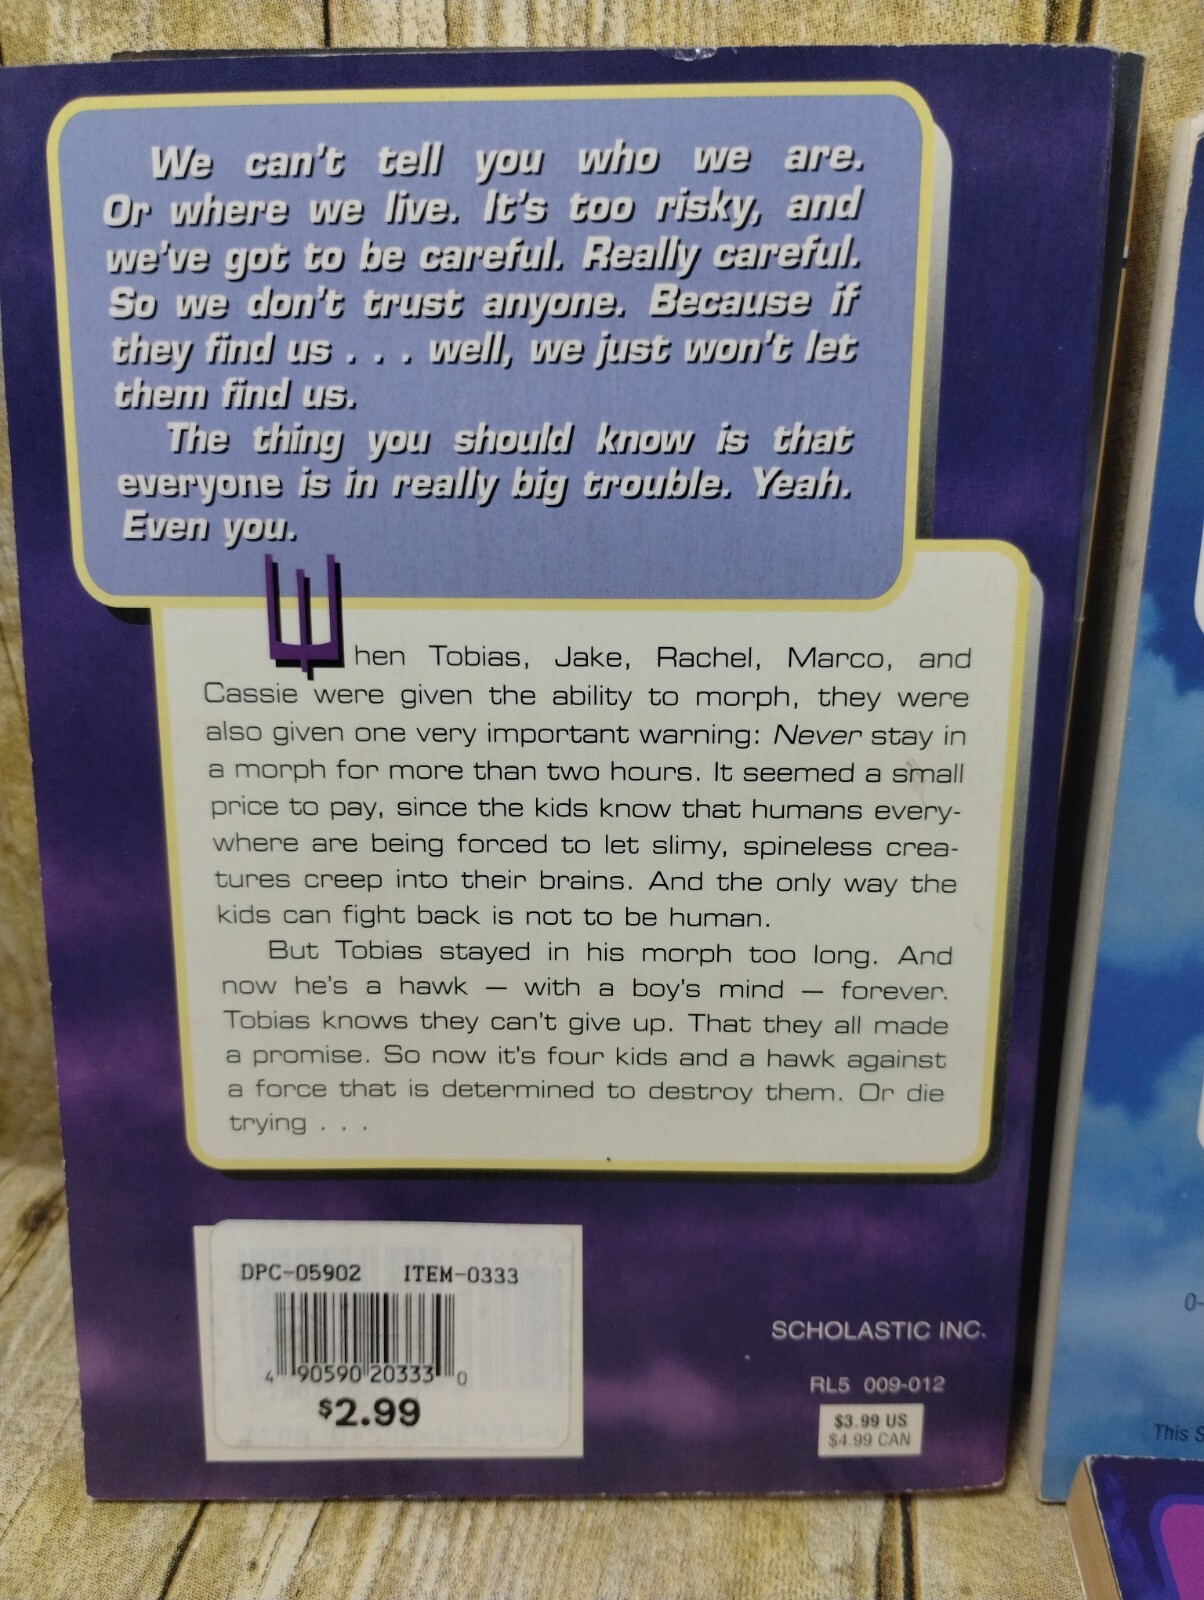 We can't tell you who we are.
Or where we live. It's too risky, and
we've got to be careful. Really careful.
So we don't trust anyone. Because if
they find us . . . well, we just won't let
them find us.
The thing you should know is that
everyone is in really big trouble. Yeah.
Even you.
When Tobias, Jake, Rachel, Marco, and
Cassie were given the ability to morph, they were
also given one very important warning: Never stay in
a morph for more than two hours. It seemed a small
price to pay, since the kids know that humans every-
where are being forced to let slimy, spineless crea-
tures creep into their brains. And the only way the
kids can fight back is not to be human.
But Tobias stayed in his morph too long. And
now he's a hawk — with a boy's mind — forever.
Tobias knows they can't give up. That they all made
a promise. So now it's four kids and a hawk against
a force that is determined to destroy them. Or die
trying . . .
DPC-05902 ITEM-0333
4 90590 20333 0
$2.99
SCHOLASTIC INC.
RL5 009-012
$3.99 US
$4.99 CAN
0-
This S